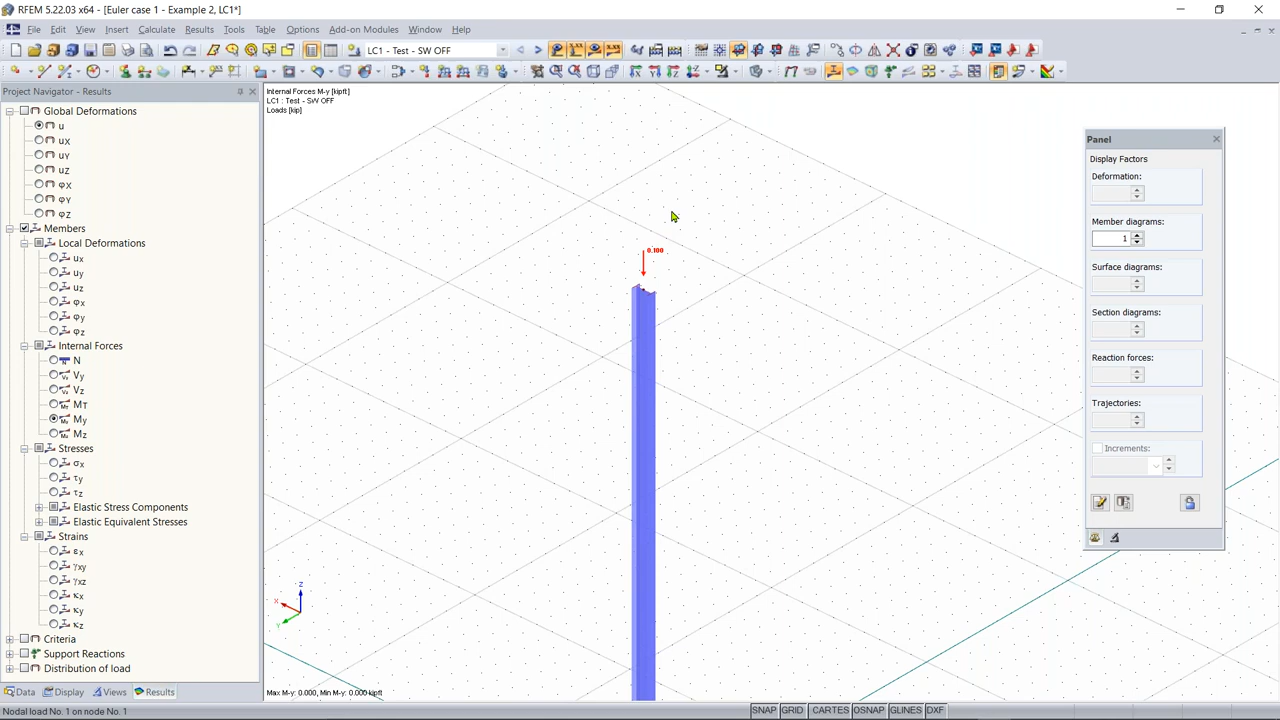 RFEM 5.22.03 x64 - [Euler case 1 - Example 2, LC1*]
File Edit View Insert Calculate Results Tools Table Options Add-on Modules Window Help
LC1 - Test - SW OFF
Project Navigator - Results
Global Deformations
u
uX
uY
uZ
φX
φY
φZ
Members
Local Deformations
ux
uy
uz
φx
φy
φz
Internal Forces
N
Vy
Vz
MT
My
Mz
Stresses
σx
τy
τz
Elastic Stress Components
Elastic Equivalent Stresses
Strains
εx
γxy
γxz
κx
κy
κz
Criteria
Support Reactions
Distribution of load
Data Display Views Results
Internal Forces M-y [kipft]
LC1 : Test - SW OFF
Loads [kip]
0.100
Z
X
Y
Max M-y: 0.000, Min M-y: 0.000 kipft
Panel
Display Factors
Deformation:
Member diagrams:
1
Surface diagrams:
Section diagrams:
Reaction forces:
Trajectories:
Increments:
Nodal load No. 1 on node No. 1
SNAP GRID CARTES OSNAP GLINES DXF